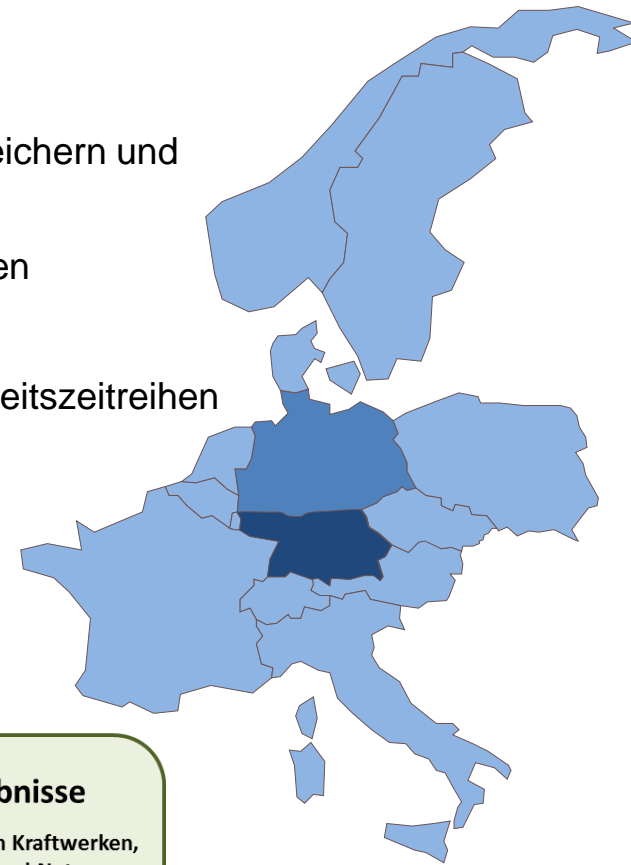 eichern und
en
eitszeitreihen
bnisse
n Kraftwerken,